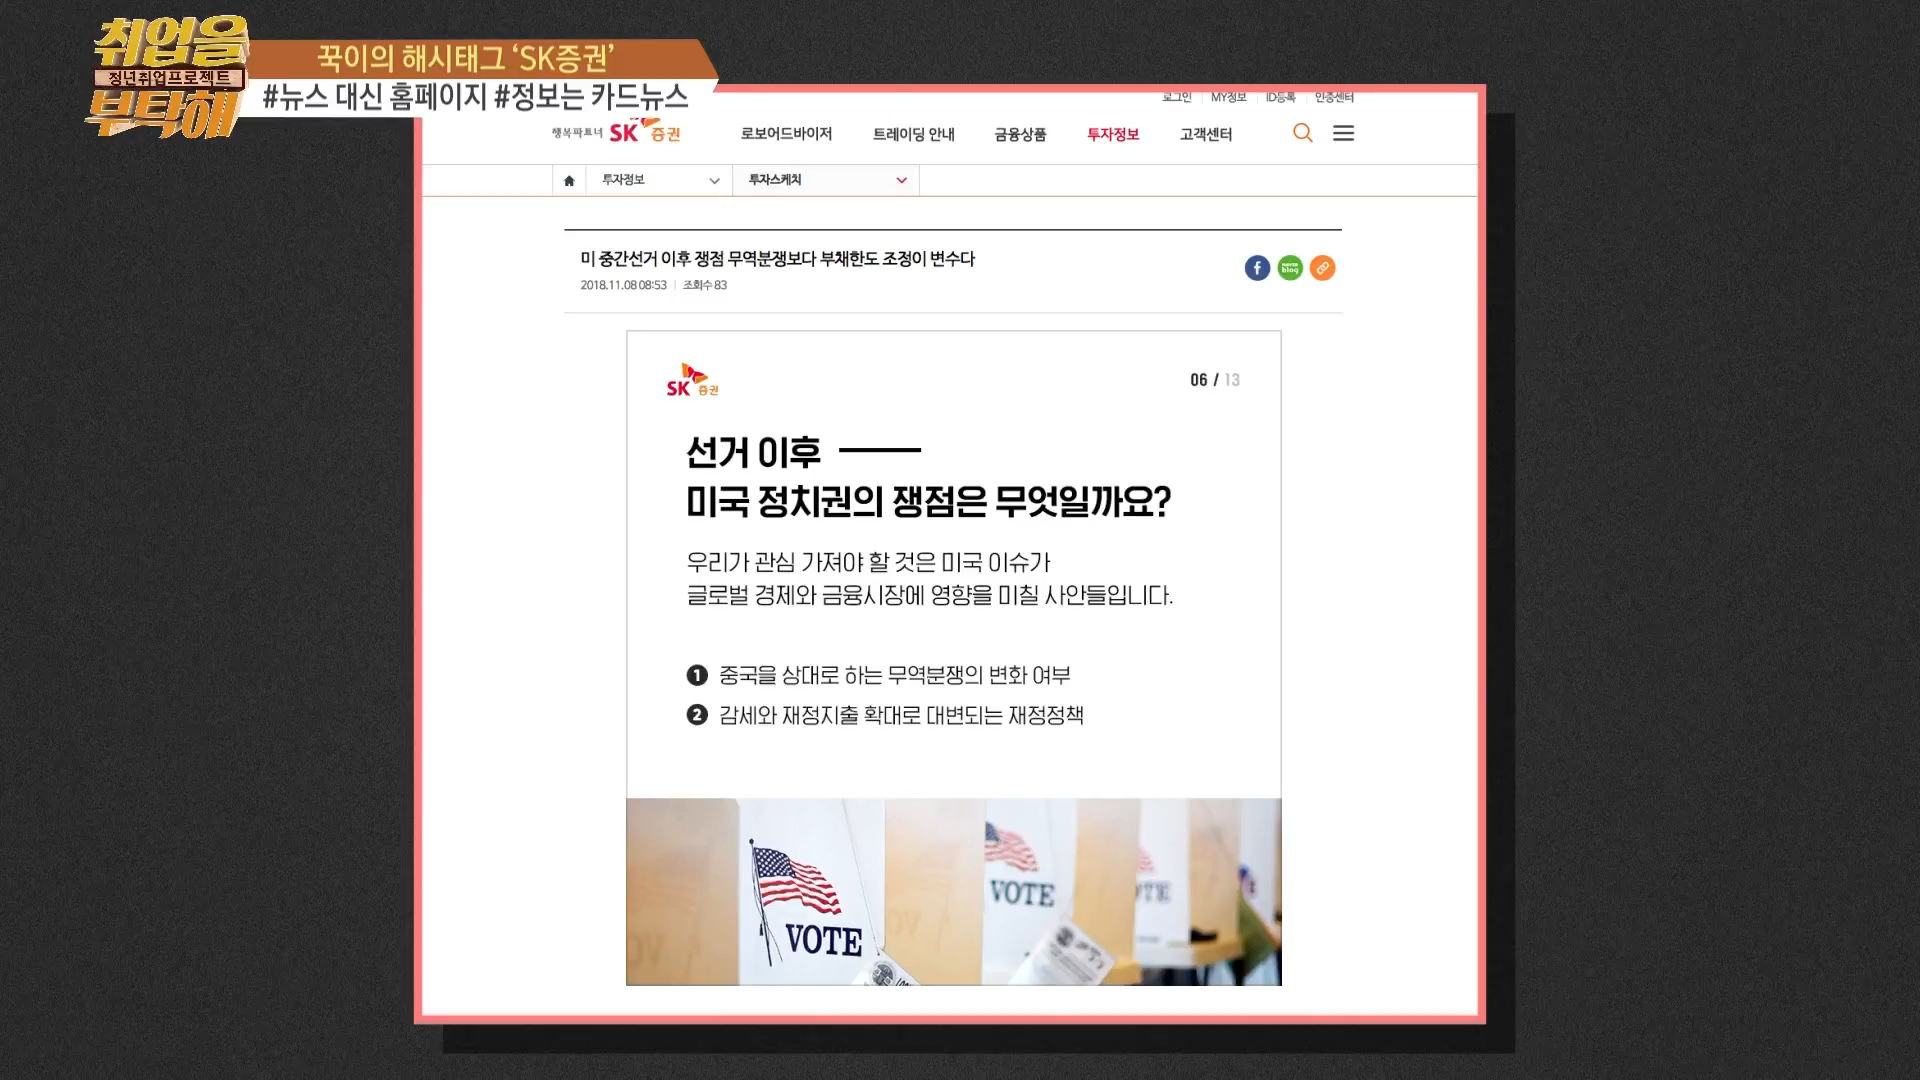 취업을
청년취업프로젝트
부탁해
꾹이의 해시태그 ‘SK증권’
#뉴스 대신 홈페이지 #정보는 카드뉴스
로그인 MY정보 ID등록 인증센터
행복파트너 SK증권 로보어드바이저 트레이딩 안내 금융상품 투자정보 고객센터
투자정보 투자스케치
미 중간선거 이후 쟁점 무역분쟁보다 부채한도 조정이 변수다
2018.11.08 08:53 조회수 83
f
blog
SK증권
06 / 13
선거 이후
미국 정치권의 쟁점은 무엇일까요?
우리가 관심 가져야 할 것은 미국 이슈가
글로벌 경제와 금융시장에 영향을 미칠 사안들입니다.
1 중국을 상대로 하는 무역분쟁의 변화 여부
2 감세와 재정지출 확대로 대변되는 재정정책
VOTE
VOTE